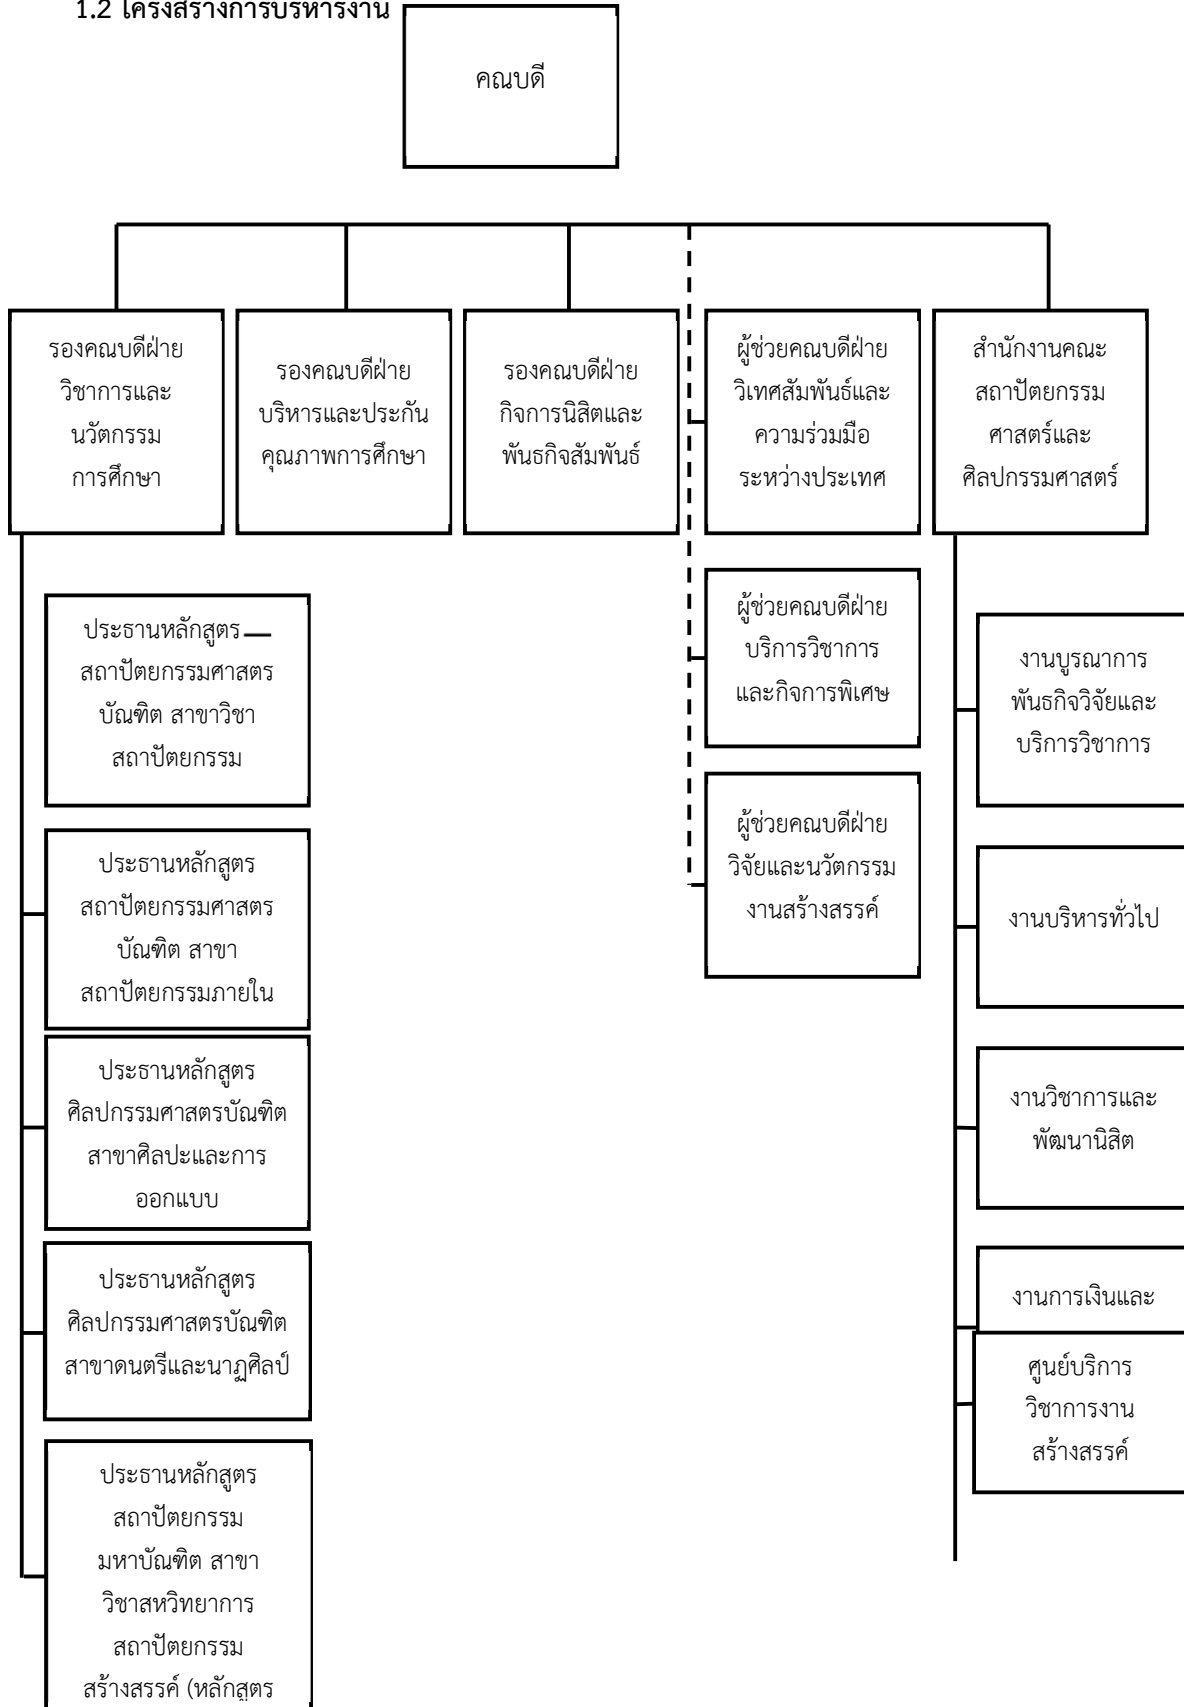 1.2 โครงสร้างการบริหารงาน
คณบดี
รองคณบดีฝ่าย
วิชาการและ
นวัตกรรม
การศึกษา
รองคณบดีฝ่าย
บริหารและประกัน
คุณภาพการศึกษา
รองคณบดีฝ่าย
กิจการนิสิตและ
พันธกิจสัมพันธ์
ผู้ช่วยคณบดีฝ่าย
วิเทศสัมพันธ์และ
ความร่วมมือ
ระหว่างประเทศ
สำนักงานคณะ
สถาปัตยกรรม
ศาสตร์และ
ศิลปกรรมศาสตร์
ประธานหลักสูตร
สถาปัตยกรรมศาสตร
บัณฑิต สาขาวิชา
สถาปัตยกรรม
ประธานหลักสูตร
สถาปัตยกรรมศาสตร
บัณฑิต สาขา
สถาปัตยกรรมภายใน
ประธานหลักสูตร
ศิลปกรรมศาสตรบัณฑิต
สาขาศิลปะและการ
ออกแบบ
ประธานหลักสูตร
ศิลปกรรมศาสตรบัณฑิต
สาขาดนตรีและนาฏศิลป์
ประธานหลักสูตร
สถาปัตยกรรม
มหาบัณฑิต สาขา
วิชาสหวิทยาการ
สถาปัตยกรรม
สร้างสรรค์ (หลักสูตร
ผู้ช่วยคณบดีฝ่าย
บริการวิชาการ
และกิจการพิเศษ
ผู้ช่วยคณบดีฝ่าย
วิจัยและนวัตกรรม
งานสร้างสรรค์
งานบูรณาการ
พันธกิจวิจัยและ
บริการวิชาการ
งานบริหารทั่วไป
งานวิชาการและ
พัฒนานิสิต
งานการเงินและ
ศูนย์บริการ
วิชาการงาน
สร้างสรรค์